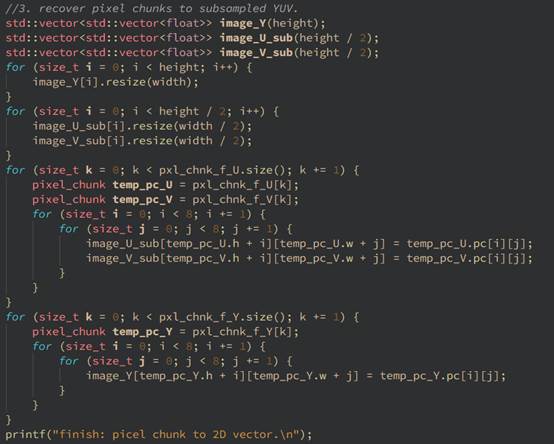 //3. recover pixel chunks to subsampled YUV.
std::vector<std::vector<float>> image_Y(height);
std::vector<std::vector<float>> image_U_sub(height / 2);
std::vector<std::vector<float>> image_V_sub(height / 2);
for (size_t i = 0; i < height; i++) {
    image_Y[i].resize(width);
}
for (size_t i = 0; i < height / 2; i++) {
    image_U_sub[i].resize(width / 2);
    image_V_sub[i].resize(width / 2);
}
for (size_t k = 0; k < pxl_chnk_f_U.size(); k += 1) {
    pixel_chunk temp_pc_U = pxl_chnk_f_U[k];
    pixel_chunk temp_pc_V = pxl_chnk_f_V[k];
    for (size_t i = 0; i < 8; i += 1) {
        for (size_t j = 0; j < 8; j += 1) {
            image_U_sub[temp_pc_U.h + i][temp_pc_U.w + j] = temp_pc_U.pc[i][j];
            image_V_sub[temp_pc_V.h + i][temp_pc_V.w + j] = temp_pc_V.pc[i][j];
        }
    }
}
for (size_t k = 0; k < pxl_chnk_f_Y.size(); k += 1) {
    pixel_chunk temp_pc_Y = pxl_chnk_f_Y[k];
    for (size_t i = 0; i < 8; i += 1) {
        for (size_t j = 0; j < 8; j += 1) {
            image_Y[temp_pc_Y.h + i][temp_pc_Y.w + j] = temp_pc_Y.pc[i][j];
        }
    }
}
printf("finish: picel chunk to 2D vector.\n");